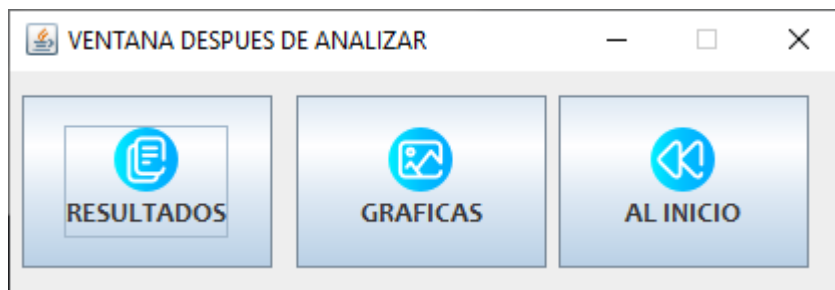 VENTANA DESPUES DE ANALIZAR
RESULTADOS
GRAFICAS
AL INICIO